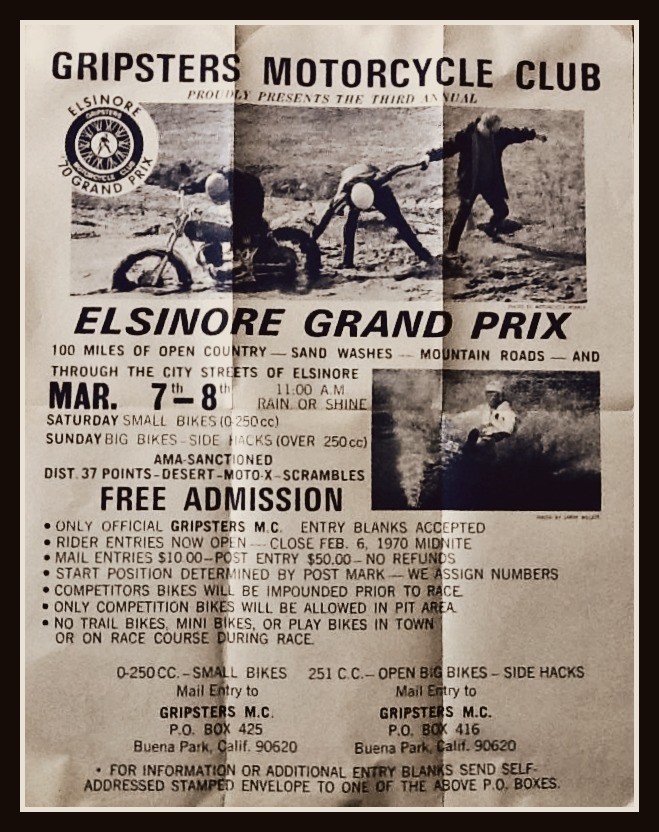 GRIPSTERS MOTORCYCLE CLUB
PROUDLY PRESENTS THE THIRD ANNUAL
ELSINORE
GRIPSTERS
MOTORCYCLE CLUB
'70 GRAND PRIX
ELSINORE GRAND PRIX
100 MILES OF OPEN COUNTRY — SAND WASHES — MOUNTAIN ROADS — AND
THROUGH THE CITY STREETS OF ELSINORE
MAR. 7th – 8th
11:00 A.M
RAIN OR SHINE
SATURDAY SMALL BIKES (0-250cc)
SUNDAY BIG BIKES - SIDE HACKS (OVER 250cc)
AMA-SANCTIONED
DIST. 37 POINTS – DESERT – MOTO-X – SCRAMBLES
FREE ADMISSION
• ONLY OFFICIAL GRIPSTERS M.C. ENTRY BLANKS ACCEPTED
• RIDER ENTRIES NOW OPEN — CLOSE FEB. 6, 1970 MIDNITE
• MAIL ENTRIES $10.00 – POST ENTRY $50.00 – NO REFUNDS
• START POSITION DETERMINED BY POST MARK — WE ASSIGN NUMBERS
• COMPETITORS BIKES WILL BE IMPOUNDED PRIOR TO RACE.
• ONLY COMPETITION BIKES WILL BE ALLOWED IN PIT AREA.
• NO TRAIL BIKES, MINI BIKES, OR PLAY BIKES IN TOWN
OR ON RACE COURSE DURING RACE.
0-250 CC. – SMALL BIKES
Mail Entry to
GRIPSTERS M.C.
P.O. BOX 425
Buena Park, Calif. 90620
251 C.C. – OPEN BIG BIKES – SIDE HACKS
Mail Entry to
GRIPSTERS M.C.
P.O. BOX 416
Buena Park, Calif. 90620
• FOR INFORMATION OR ADDITIONAL ENTRY BLANKS SEND SELF-
ADDRESSED STAMPED ENVELOPE TO ONE OF THE ABOVE P.O. BOXES.